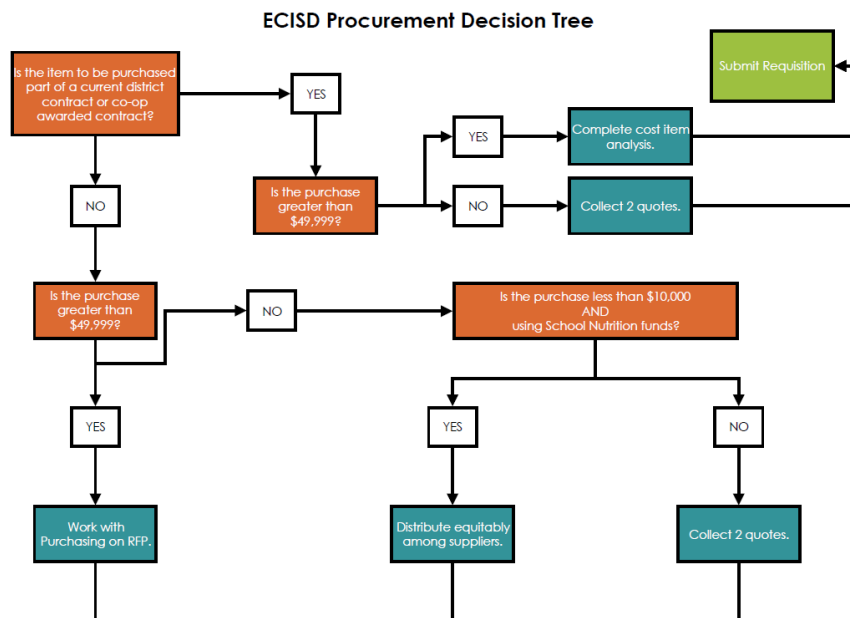 ECISD Procurement Decision Tree
Is the item to be purchased
part of a current district
contract or co-op
awarded contract?
YES
Submit Requisition
YES
Complete cost item
analysis.
NO
Is the purchase
greater than
$49,999?
NO
Collect 2 quotes.
Is the purchase
greater than
$49,999?
NO
Is the purchase less than $10,000
AND
using School Nutrition funds?
YES
YES
NO
Work with
Purchasing on RFP.
Distribute equitably
among suppliers.
Collect 2 quotes.